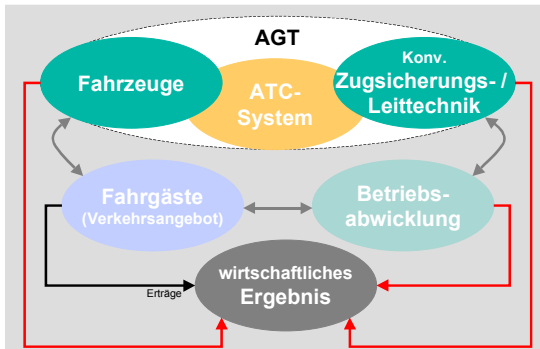 AGT
Fahrzeuge
Konv.
Zugsicherungs- /
Leittechnik
ATC-
System
Fahrgäste
(Verkehrsangebot)
Betriebs-
abwicklung
wirtschaftliches
Ergebnis
Erträge